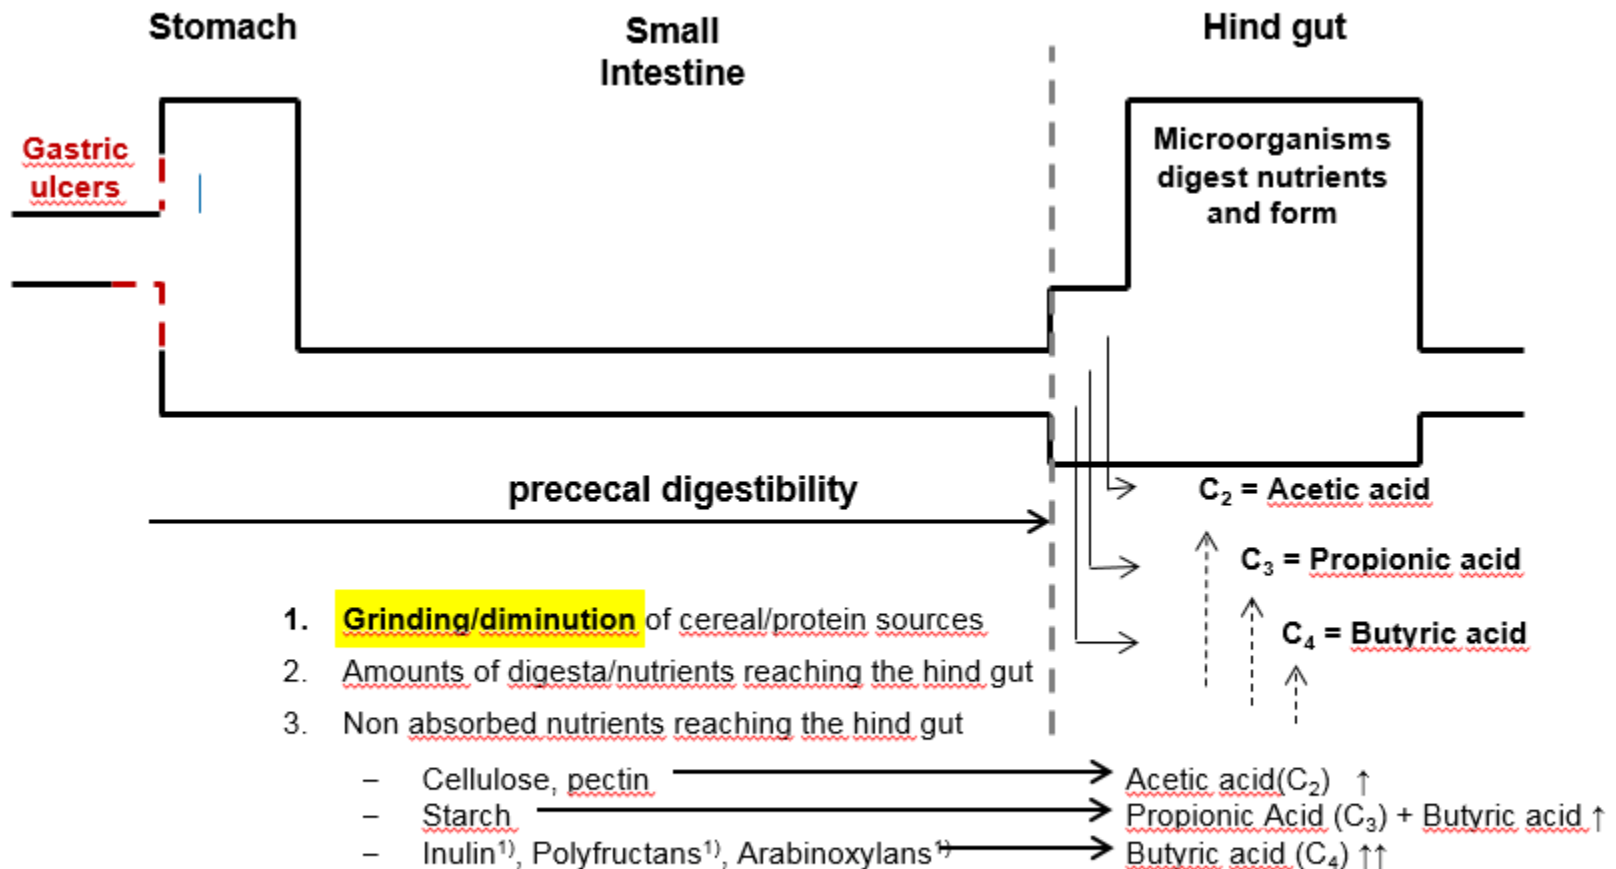 Stomach
Small
Intestine
Hind gut
Gastric
ulcers
Microorganisms
digest nutrients
and form
prececal digestibility
C₂ = Acetic acid
C₃ = Propionic acid
C₄ = Butyric acid
1. Grinding/diminution of cereal/protein sources
2. Amounts of digesta/nutrients reaching the hind gut
3. Non absorbed nutrients reaching the hind gut
– Cellulose, pectin → Acetic acid(C₂) ↑
– Starch → Propionic Acid (C₃) + Butyric acid ↑
– Inulin¹⁾, Polyfructans¹⁾, Arabinoxylans¹⁾ → Butyric acid (C₄) ↑↑